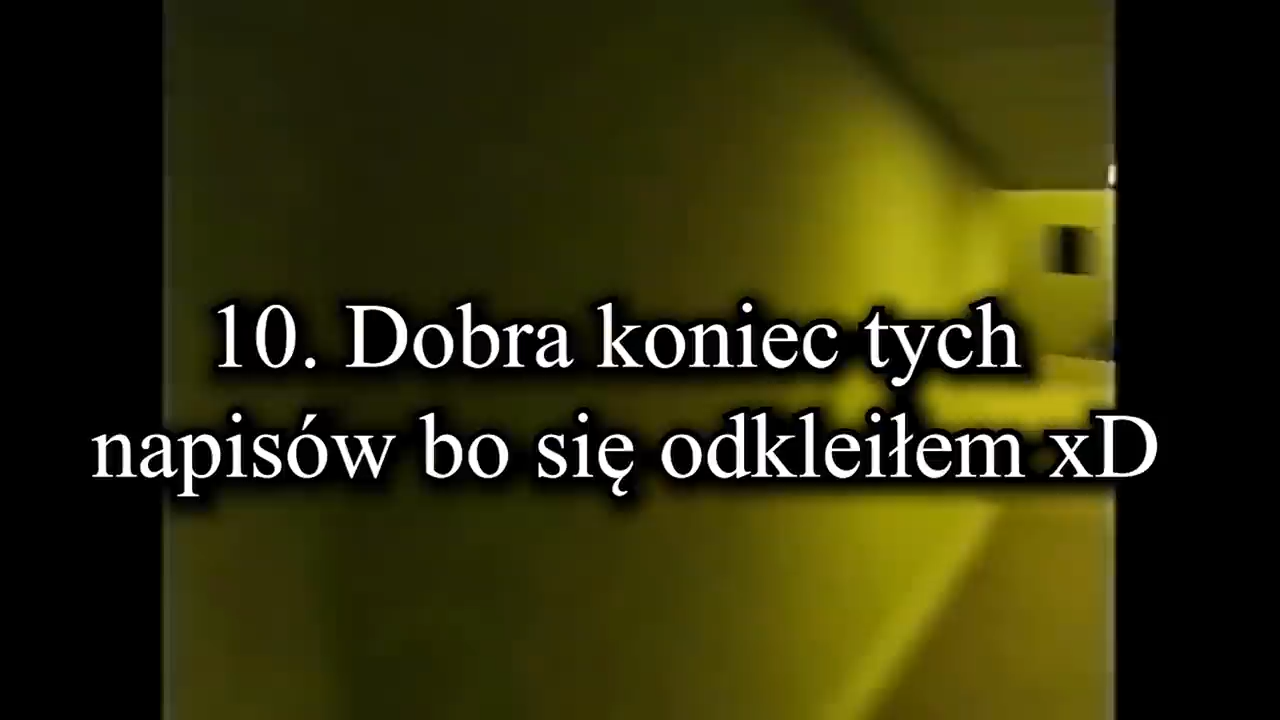 10. Dobra koniec tych
napisów bo się odkleiłem xD